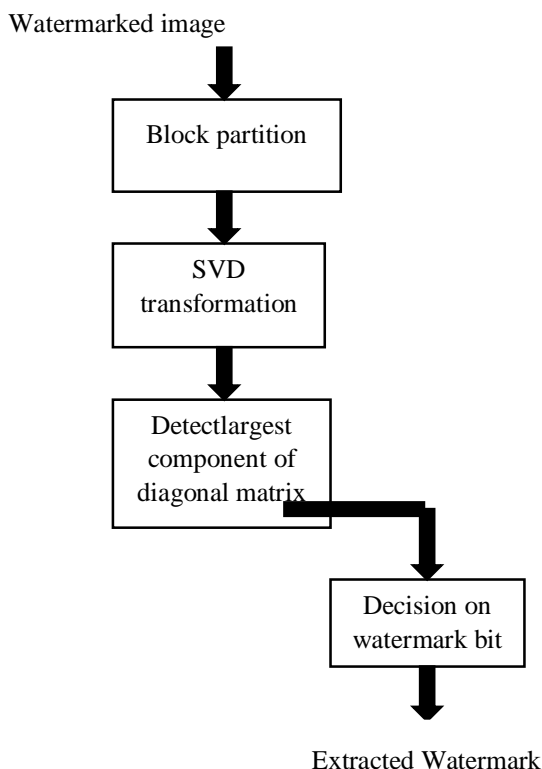 Watermarked image
Block partition
SVD
transformation
Detectlargest
component of
diagonal matrix
Decision on
watermark bit
Extracted Watermark